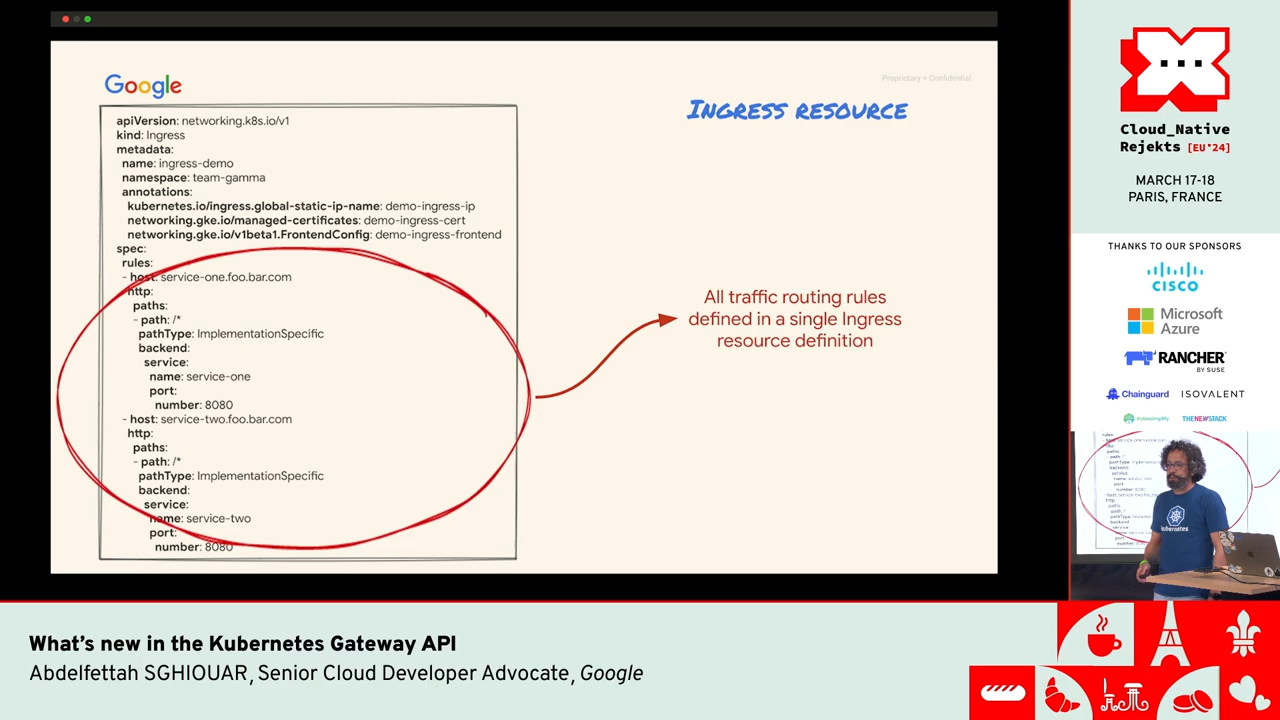 Google
Proprietary + Confidential
INGRESS RESOURCE
apiVersion: networking.k8s.io/v1
kind: Ingress
metadata:
name: ingress-demo
namespace: team-gamma
annotations:
kubernetes.io/ingress.global-static-ip-name: demo-ingress-ip
networking.gke.io/managed-certificates: demo-ingress-cert
networking.gke.io/v1beta1.FrontendConfig: demo-ingress-frontend
spec:
rules:
- host: service-one.foo.bar.com
http:
paths:
- path: /*
pathType: ImplementationSpecific
backend:
service:
name: service-one
port:
number: 8080
- host: service-two.foo.bar.com
http:
paths:
- path: /*
pathType: ImplementationSpecific
backend:
service:
name: service-two
port:
number: 8080
All traffic routing rules
defined in a single Ingress
resource definition
Cloud_Native
Rejekts [EU*24]
MARCH 17-18
PARIS, FRANCE
THANKS TO OUR SPONSORS
CISCO
Microsoft
Azure
RANCHER
BY SUSE
Chainguard
ISOVALENT
Kubesimplify
THENEWSTACK
kubernetes
What's new in the Kubernetes Gateway API
Abdelfettah SGHIOUAR, Senior Cloud Developer Advocate, Google